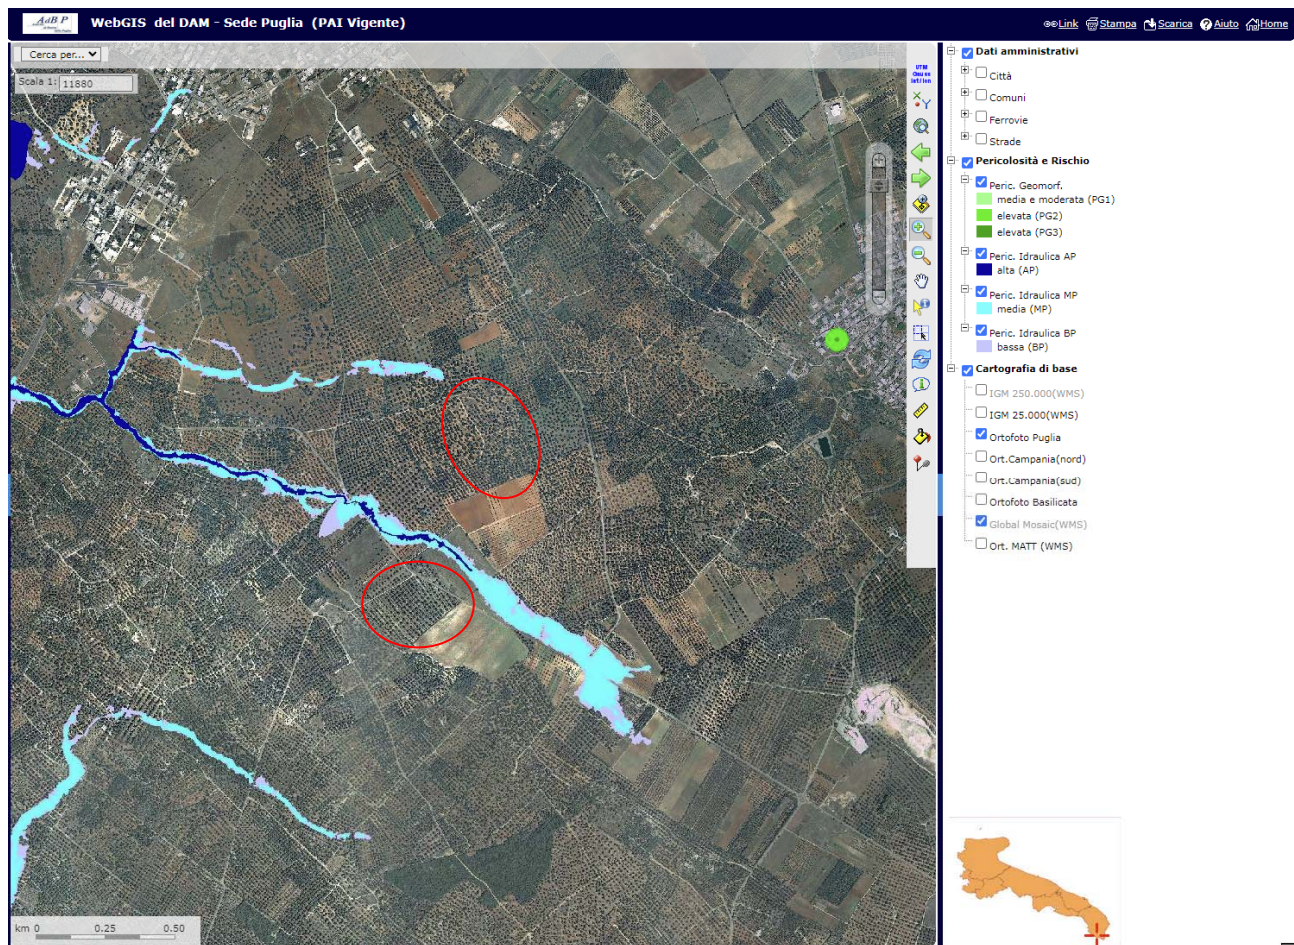 AdB P
WebGIS del DAM - Sede Puglia (PAI Vigente)
Link Stampa Scarica Aiuto Home
Cerca per...
Scala 1: 11880
UTM
X
Y
Dati amministrativi
Città
Comuni
Ferrovie
Strade
Pericolosità e Rischio
Peric. Geomorf.
media e moderata (PG1)
elevata (PG2)
elevata (PG3)
Peric. Idraulica AP
alta (AP)
Peric. Idraulica MP
media (MP)
Peric. Idraulica BP
bassa (BP)
Cartografia di base
IGM 250.000(WMS)
IGM 25.000(WMS)
Ortofoto Puglia
Ort.Campania(nord)
Ort.Campania(sud)
Ortofoto Basilicata
Global Mosaic(WMS)
Ort. MATT (WMS)
km 0 0.25 0.50